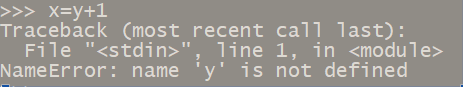 >>> x=y+1
Traceback (most recent call last):
  File "<stdin>", line 1, in <module>
NameError: name 'y' is not defined